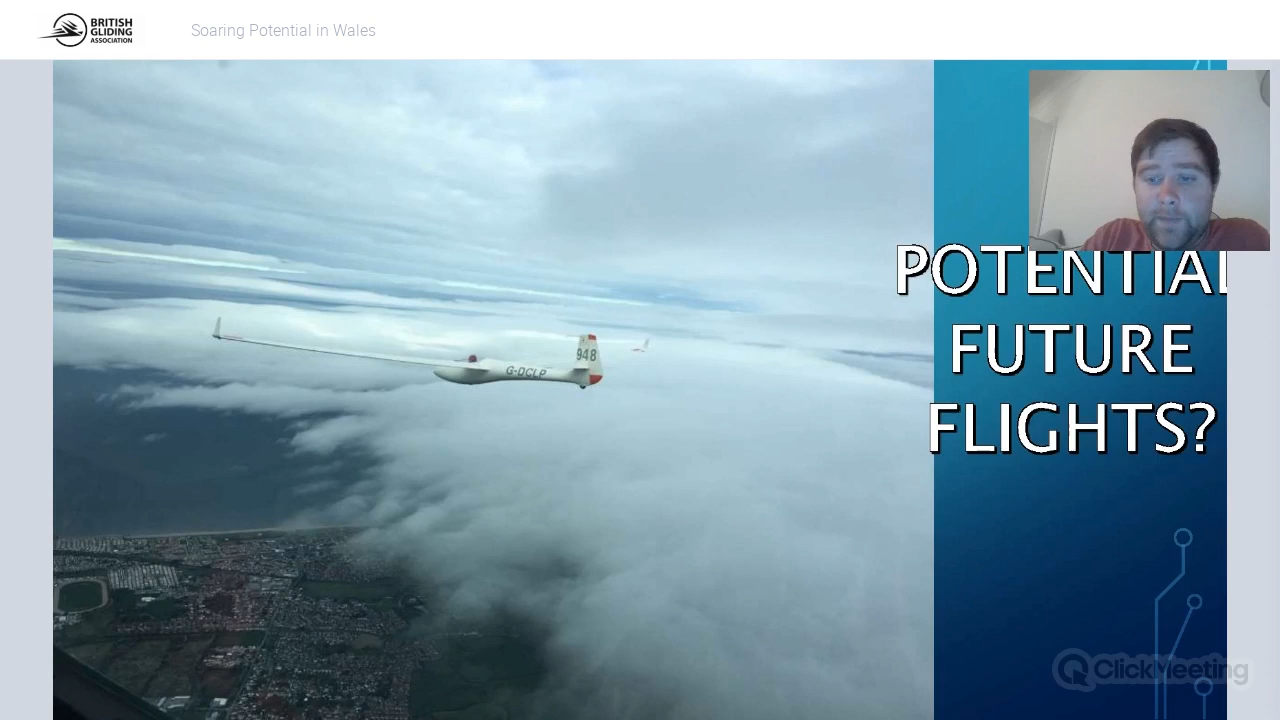 BRITISH
GLIDING
ASSOCIATION
Soaring Potential in Wales
POTENTIAL
FUTURE
FLIGHTS?
948
G-DCLP
ClickMeeting